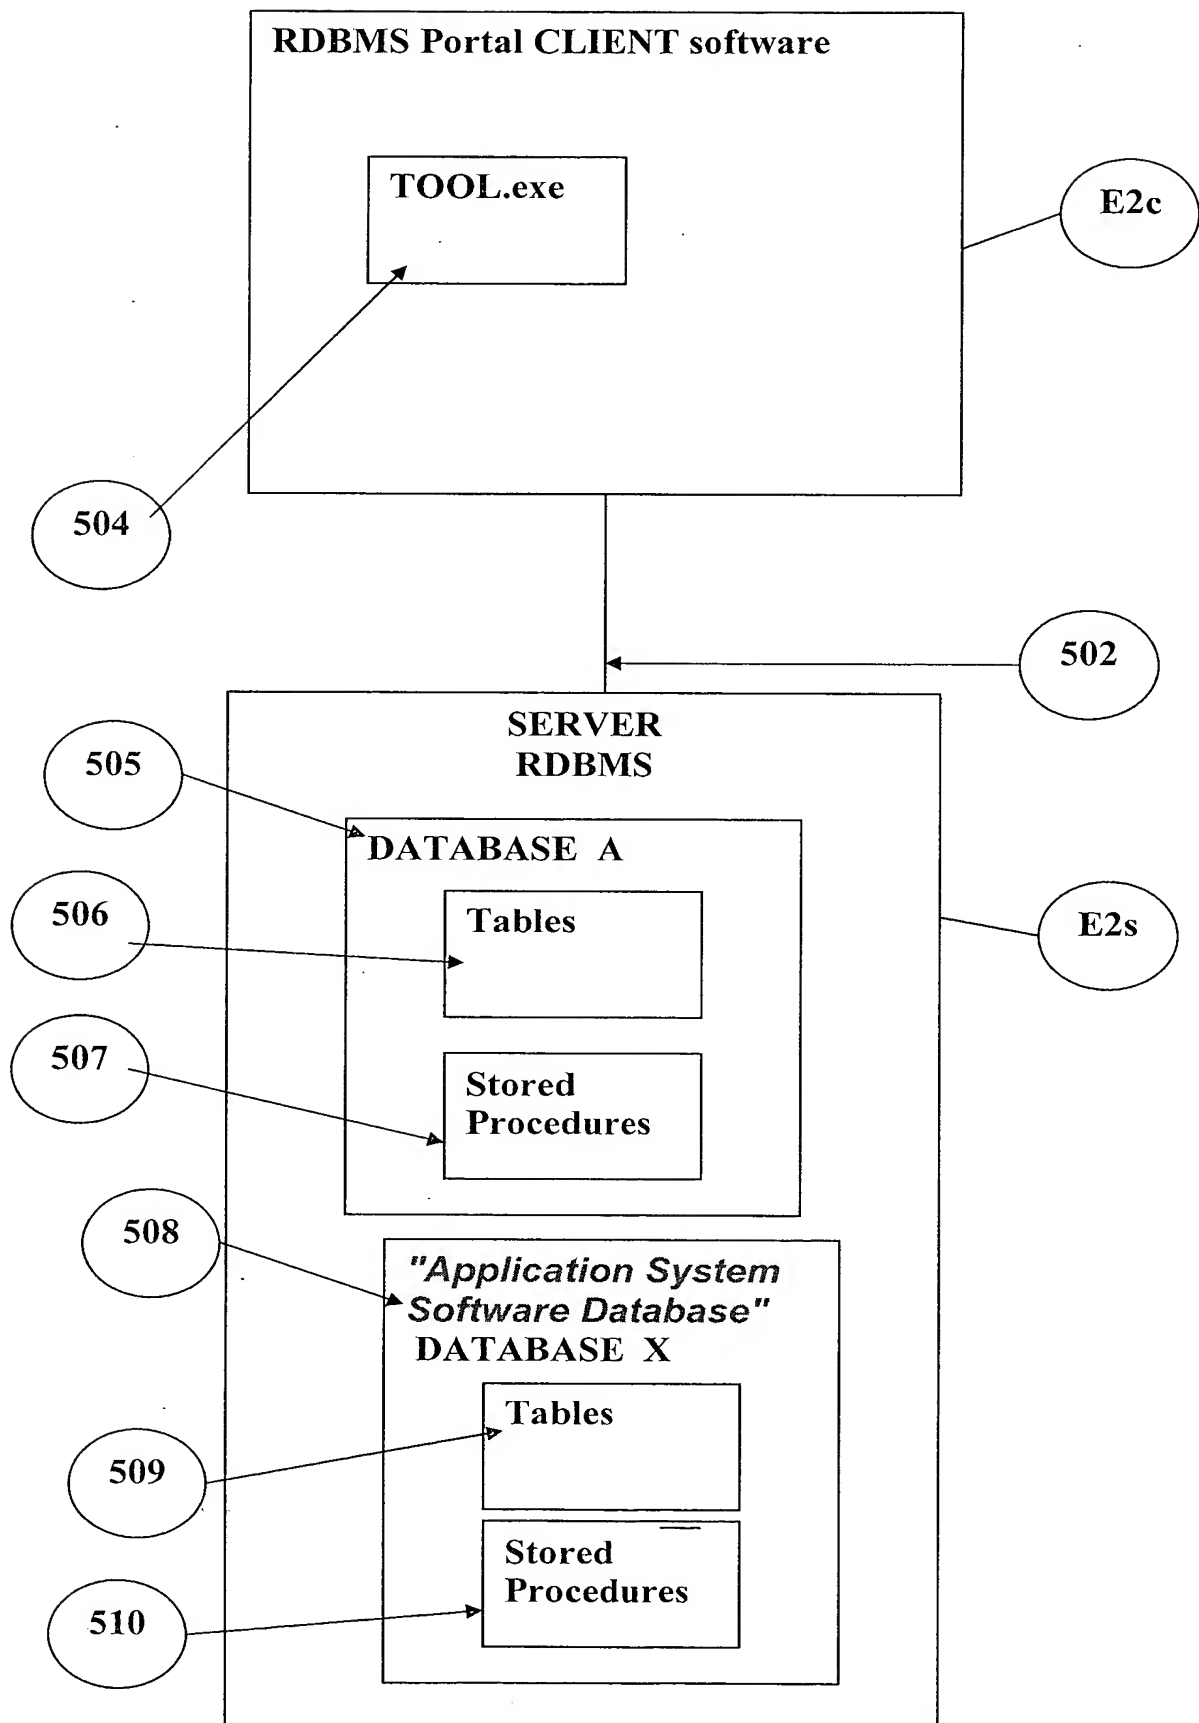 RDBMS Portal CLIENT software
TOOL.exe
E2c
504
502
SERVER
RDBMS
505
DATABASE A
506
Tables
E2s
507
Stored
Procedures
508
"Application System
Software Database"
DATABASE X
Tables
509
Stored
Procedures
510